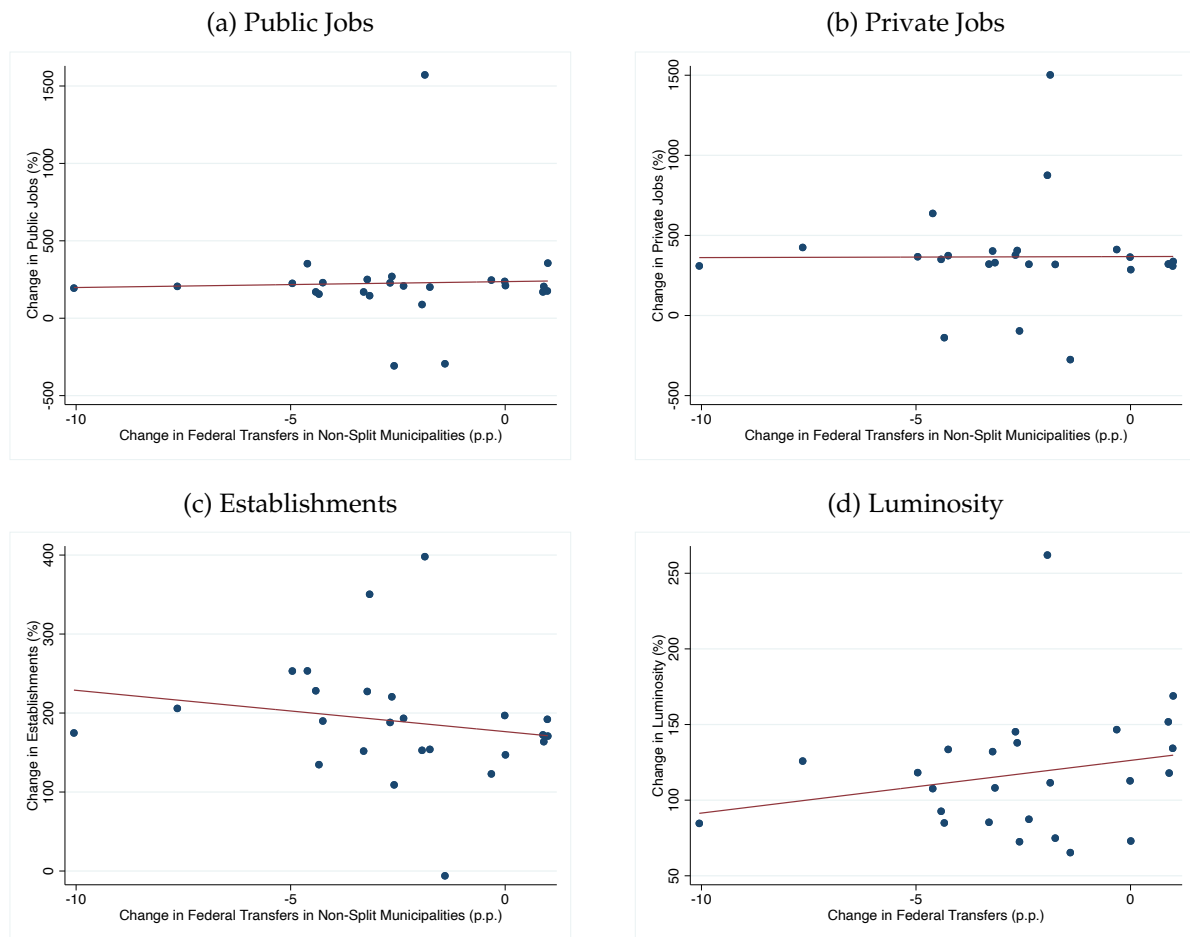 (a) Public Jobs
Change in Public Jobs (%)
1500
1000
500
0
-500
-10
-5
0
Change in Federal Transfers in Non-Split Municipalities (p.p.)
(b) Private Jobs
Change in Private Jobs (%)
1500
1000
500
0
-500
-10
-5
0
Change in Federal Transfers in Non-Split Municipalities (p.p.)
(c) Establishments
Change in Establishments (%)
400
300
200
100
0
-10
-5
0
Change in Federal Transfers in Non-Split Municipalities (p.p.)
(d) Luminosity
Change in Luminosity (%)
250
200
150
100
50
-10
-5
0
Change in Federal Transfers (p.p.)